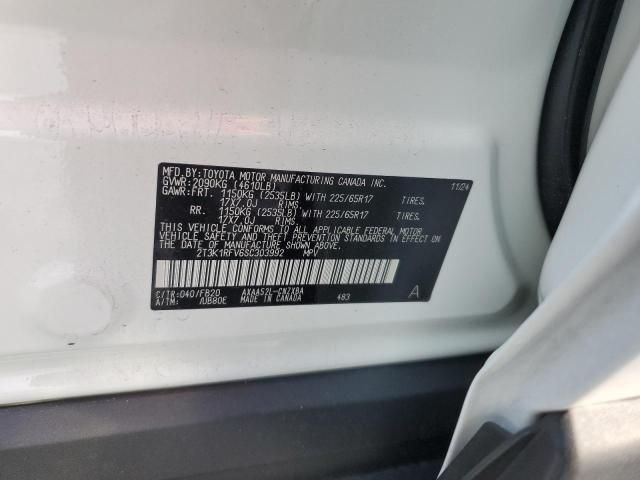 MFD.BY:TOYOTA MOTOR MANUFACTURING CANADA INC. 11/24
GVWR:2090KG (4610LB)
GAWR:FRT. 1150KG (2535LB) WITH 225/65R17 TIRES,
17X7.0J RIMS
RR. 1150KG (2535LB) WITH 225/65R17 TIRES,
17X7.0J RIMS
THIS VEHICLE CONFORMS TO ALL APPLICABLE FEDERAL MOTOR
VEHICLE SAFETY AND THEFT PREVENTION STANDARDS IN EFFECT
ON THE DATE OF MANUFACTURE SHOWN ABOVE.
2T3K1RFV6SC303992 MPV
C/TR:040/FB20 AXAA52L-CNZXBA 483 A
A/TM: /UB80E MADE IN CANADA